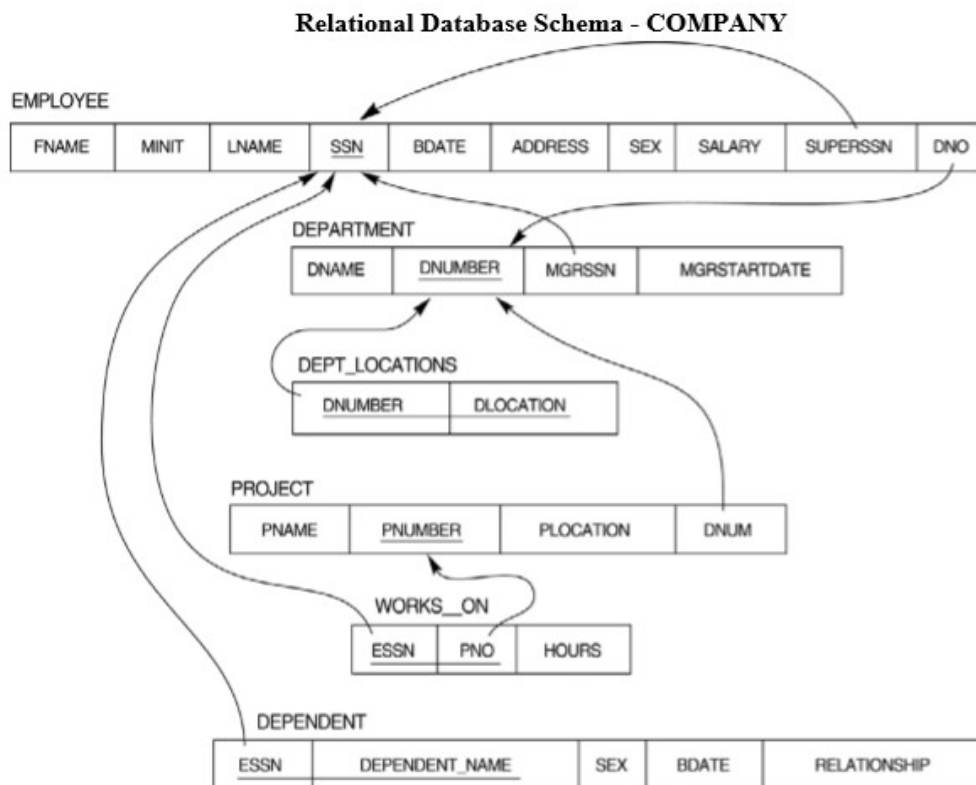 Relational Database Schema - COMPANY
EMPLOYEE
FNAME MINIT LNAME SSN BDATE ADDRESS SEX SALARY SUPERSSN DNO
DEPARTMENT
DNAME DNUMBER MGRSSN MGRSTARTDATE
DEPT_LOCATIONS
DNUMBER DLOCATION
PROJECT
PNAME PNUMBER PLOCATION DNUM
WORKS__ON
ESSN PNO HOURS
DEPENDENT
ESSN DEPENDENT_NAME SEX BDATE RELATIONSHIP